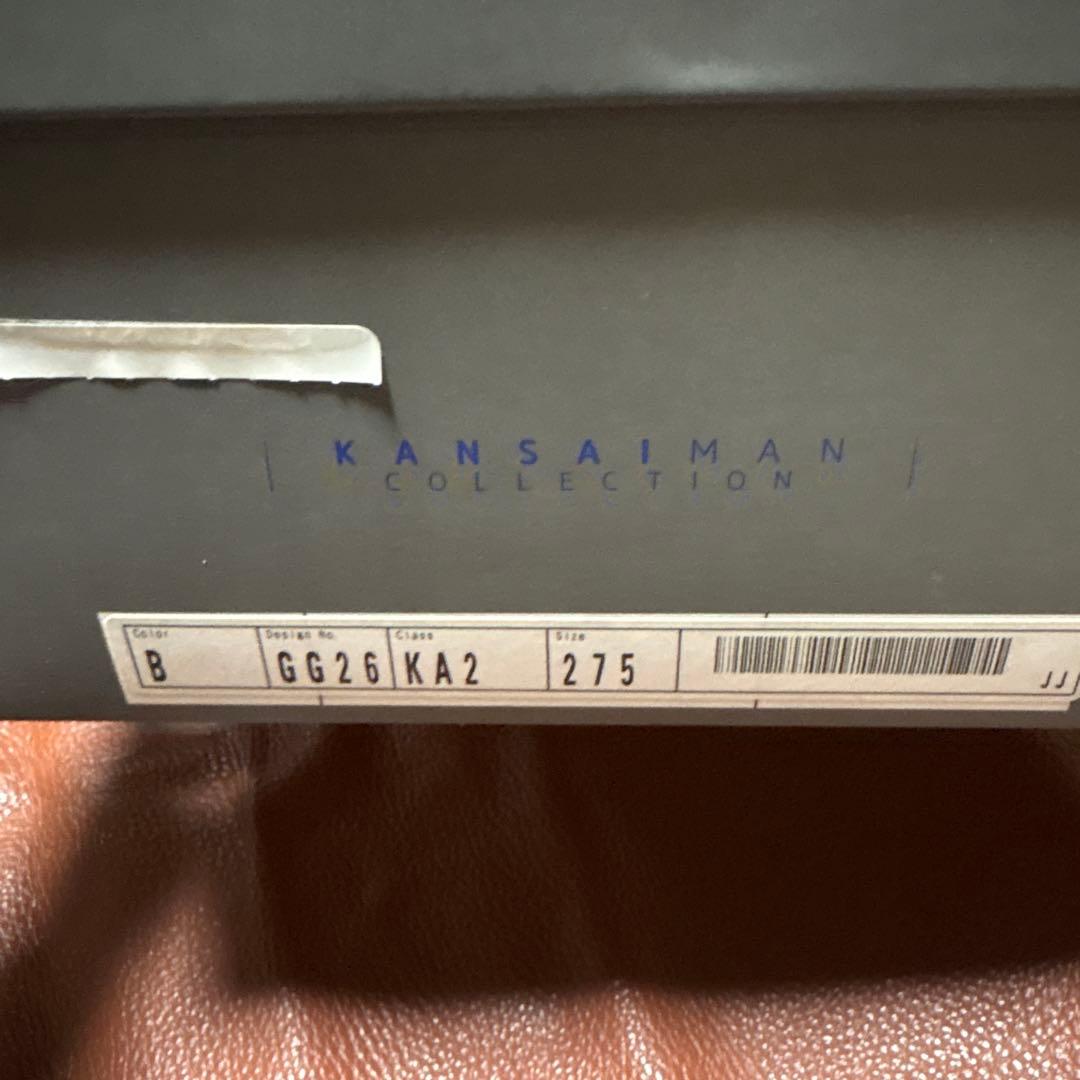 KANSAIMAN
COLLECTION
Color Design No. Class Size
B GG26 KA2 275
JJ